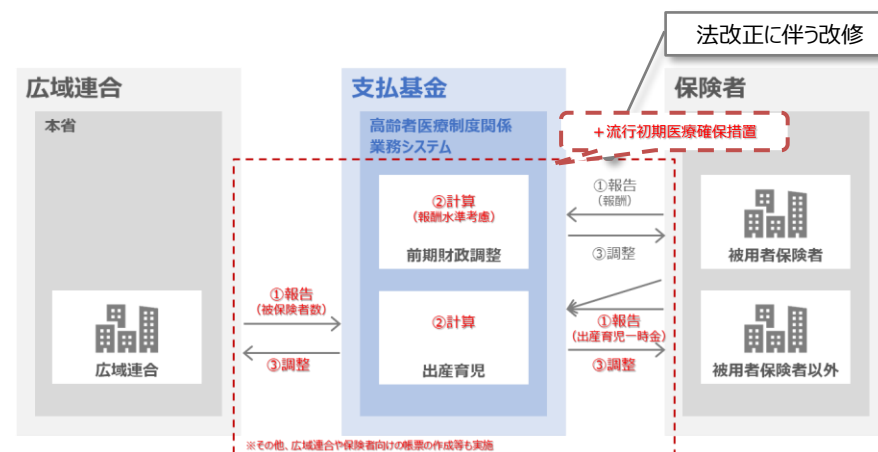 法改正に伴う改修
広域連合
支払基金
保険者
本省
高齢者医療制度関係
業務システム
+流行初期医療確保措置
②計算
(報酬水準考慮)
前期財政調整
①報告
(報酬)
③調整
被用者保険者
①報告
(被保険者数)
③調整
広域連合
②計算
出産育児
①報告
(出産育児一時金)
③調整
被用者保険者以外
※その他、広域連合や保険者向けの帳票の作成等も実施